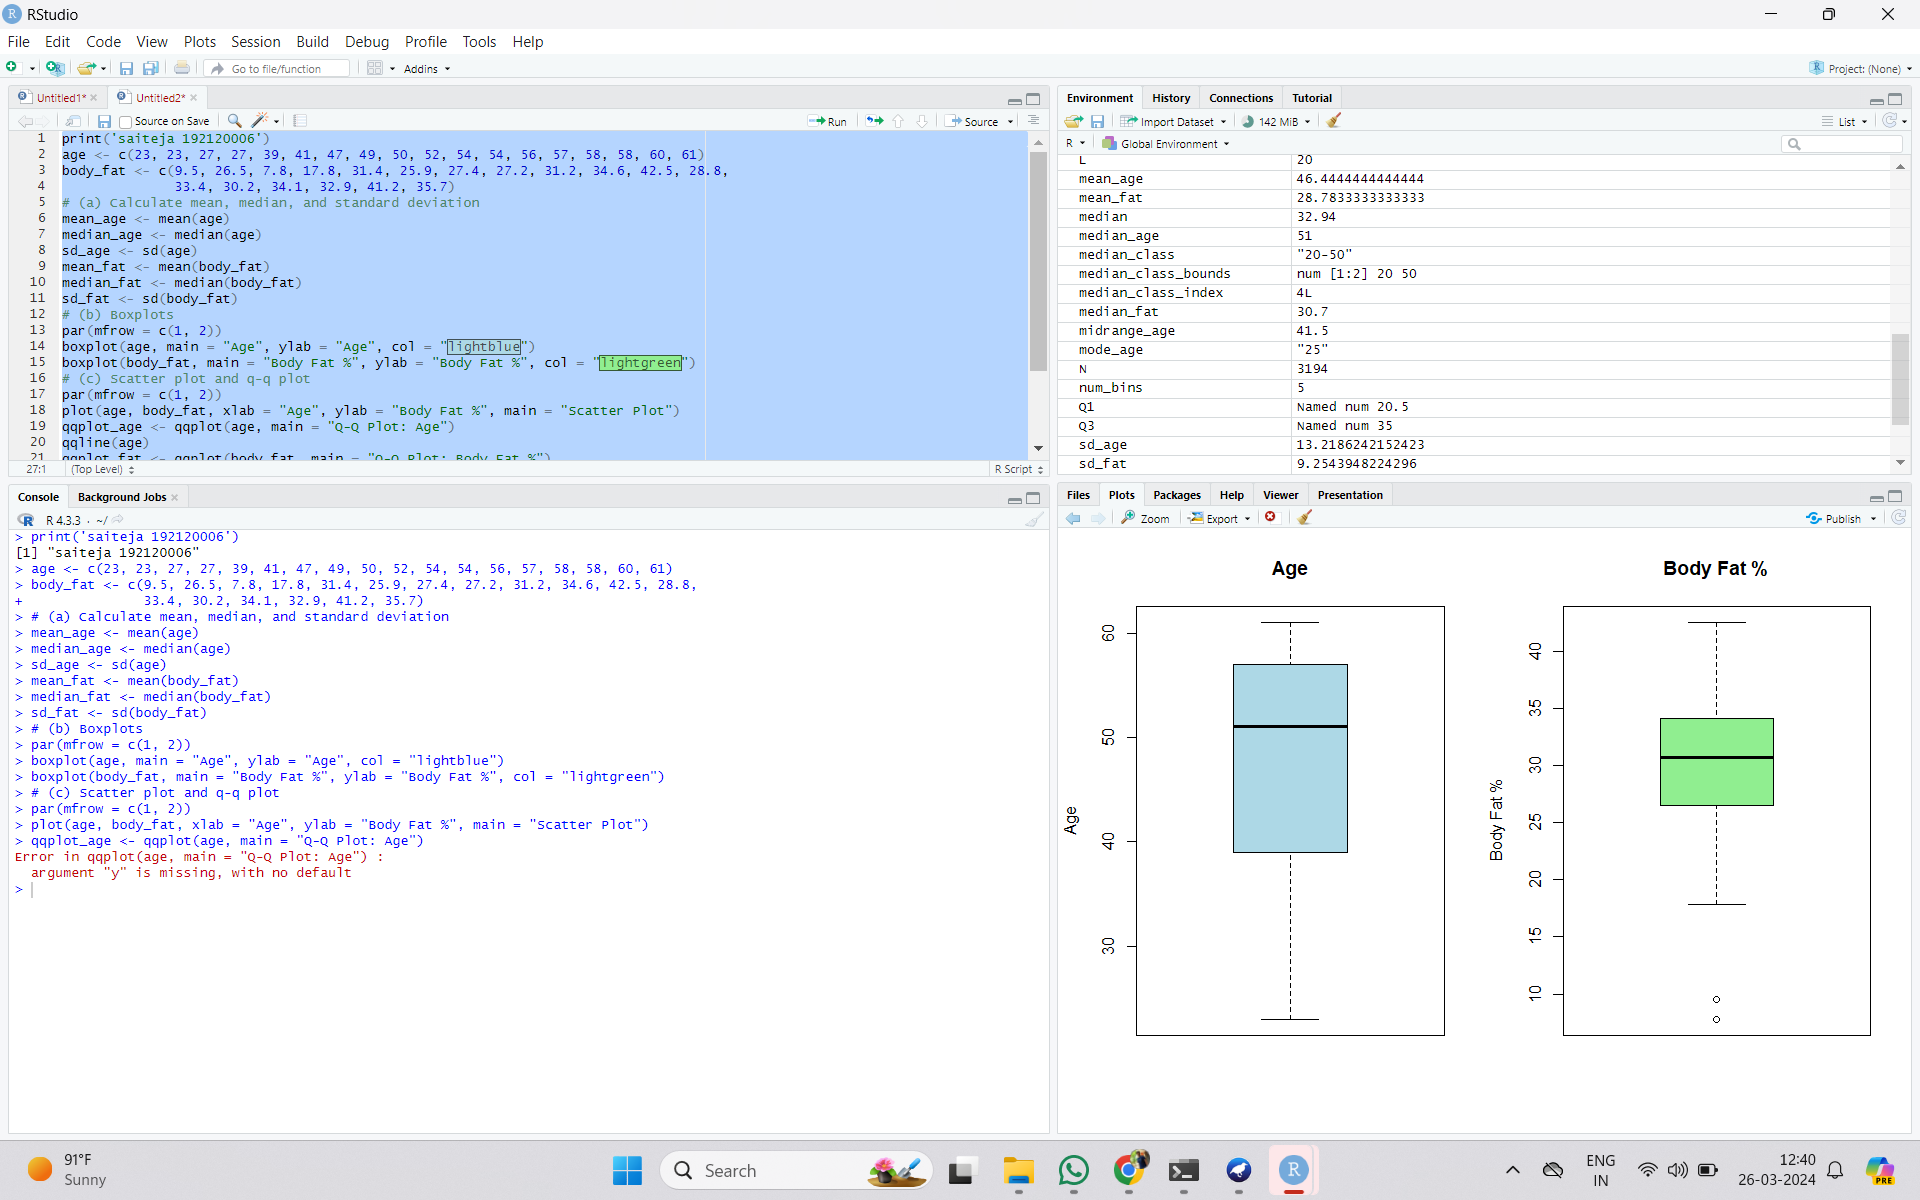 RStudio
File Edit Code View Plots Session Build Debug Profile Tools Help
Go to file/function Addins Project: (None)
Untitled1* Untitled2*
Source on Save Run Source
1 print('saiteja 192120006')
2 age <- c(23, 23, 27, 27, 39, 41, 47, 49, 50, 52, 54, 54, 56, 57, 58, 58, 60, 61)
3 body_fat <- c(9.5, 26.5, 7.8, 17.8, 31.4, 25.9, 27.4, 27.2, 31.2, 34.6, 42.5, 28.8,
4 33.4, 30.2, 34.1, 32.9, 41.2, 35.7)
5 # (a) Calculate mean, median, and standard deviation
6 mean_age <- mean(age)
7 median_age <- median(age)
8 sd_age <- sd(age)
9 mean_fat <- mean(body_fat)
10 median_fat <- median(body_fat)
11 sd_fat <- sd(body_fat)
12 # (b) Boxplots
13 par(mfrow = c(1, 2))
14 boxplot(age, main = "Age", ylab = "Age", col = "lightblue")
15 boxplot(body_fat, main = "Body Fat %", ylab = "Body Fat %", col = "lightgreen")
16 # (c) Scatter plot and q-q plot
17 par(mfrow = c(1, 2))
18 plot(age, body_fat, xlab = "Age", ylab = "Body Fat %", main = "Scatter Plot")
19 qqplot_age <- qqplot(age, main = "Q-Q Plot: Age")
20 qqline(age)
21 qqplot_fat <- qqplot(body_fat, main = "Q-Q Plot: Body Fat %")
27:1 (Top Level) R Script
Console Background Jobs
R 4.3.3 · ~/
> print('saiteja 192120006')
[1] "saiteja 192120006"
> age <- c(23, 23, 27, 27, 39, 41, 47, 49, 50, 52, 54, 54, 56, 57, 58, 58, 60, 61)
> body_fat <- c(9.5, 26.5, 7.8, 17.8, 31.4, 25.9, 27.4, 27.2, 31.2, 34.6, 42.5, 28.8,
+ 33.4, 30.2, 34.1, 32.9, 41.2, 35.7)
> # (a) Calculate mean, median, and standard deviation
> mean_age <- mean(age)
> median_age <- median(age)
> sd_age <- sd(age)
> mean_fat <- mean(body_fat)
> median_fat <- median(body_fat)
> sd_fat <- sd(body_fat)
> # (b) Boxplots
> par(mfrow = c(1, 2))
> boxplot(age, main = "Age", ylab = "Age", col = "lightblue")
> boxplot(body_fat, main = "Body Fat %", ylab = "Body Fat %", col = "lightgreen")
> # (c) Scatter plot and q-q plot
> par(mfrow = c(1, 2))
> plot(age, body_fat, xlab = "Age", ylab = "Body Fat %", main = "Scatter Plot")
> qqplot_age <- qqplot(age, main = "Q-Q Plot: Age")
Error in qqplot(age, main = "Q-Q Plot: Age") :
argument "y" is missing, with no default
>
Environment History Connections Tutorial
Import Dataset 142 MiB List
R Global Environment
L 20
mean_age 46.4444444444444
mean_fat 28.7833333333333
median 32.94
median_age 51
median_class "20-50"
median_class_bounds num [1:2] 20 50
median_class_index 4L
median_fat 30.7
midrange_age 41.5
mode_age "25"
N 3194
num_bins 5
Q1 Named num 20.5
Q3 Named num 35
sd_age 13.2186242152423
sd_fat 9.2543948224296
Files Plots Packages Help Viewer Presentation
Zoom Export Publish
Age
Age
60
50
40
30
Body Fat %
Body Fat %
40
35
30
25
20
15
10
91°F
Sunny
Search
ENG
IN
12:40
26-03-2024
PRE